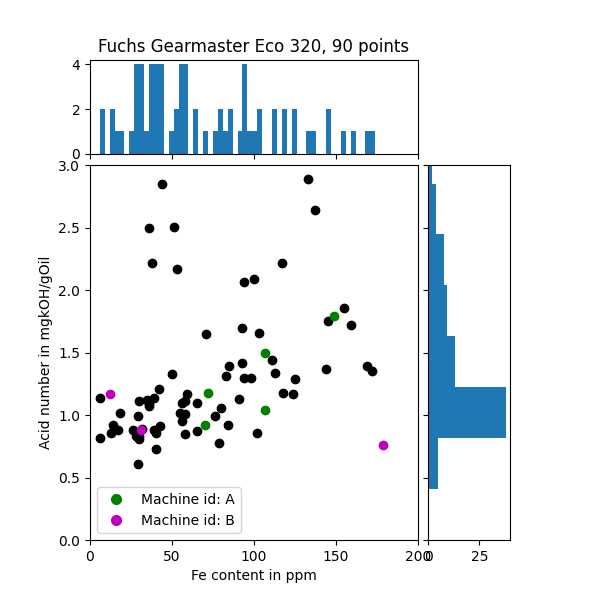 Fuchs Gearmaster Eco 320, 90 points
4
2
0
3.0
2.5
2.0
1.5
1.0
0.5
0.0
Acid number in mgkOH/gOil
Machine id: A
Machine id: B
0 50 100 150 200 0 25
Fe content in ppm